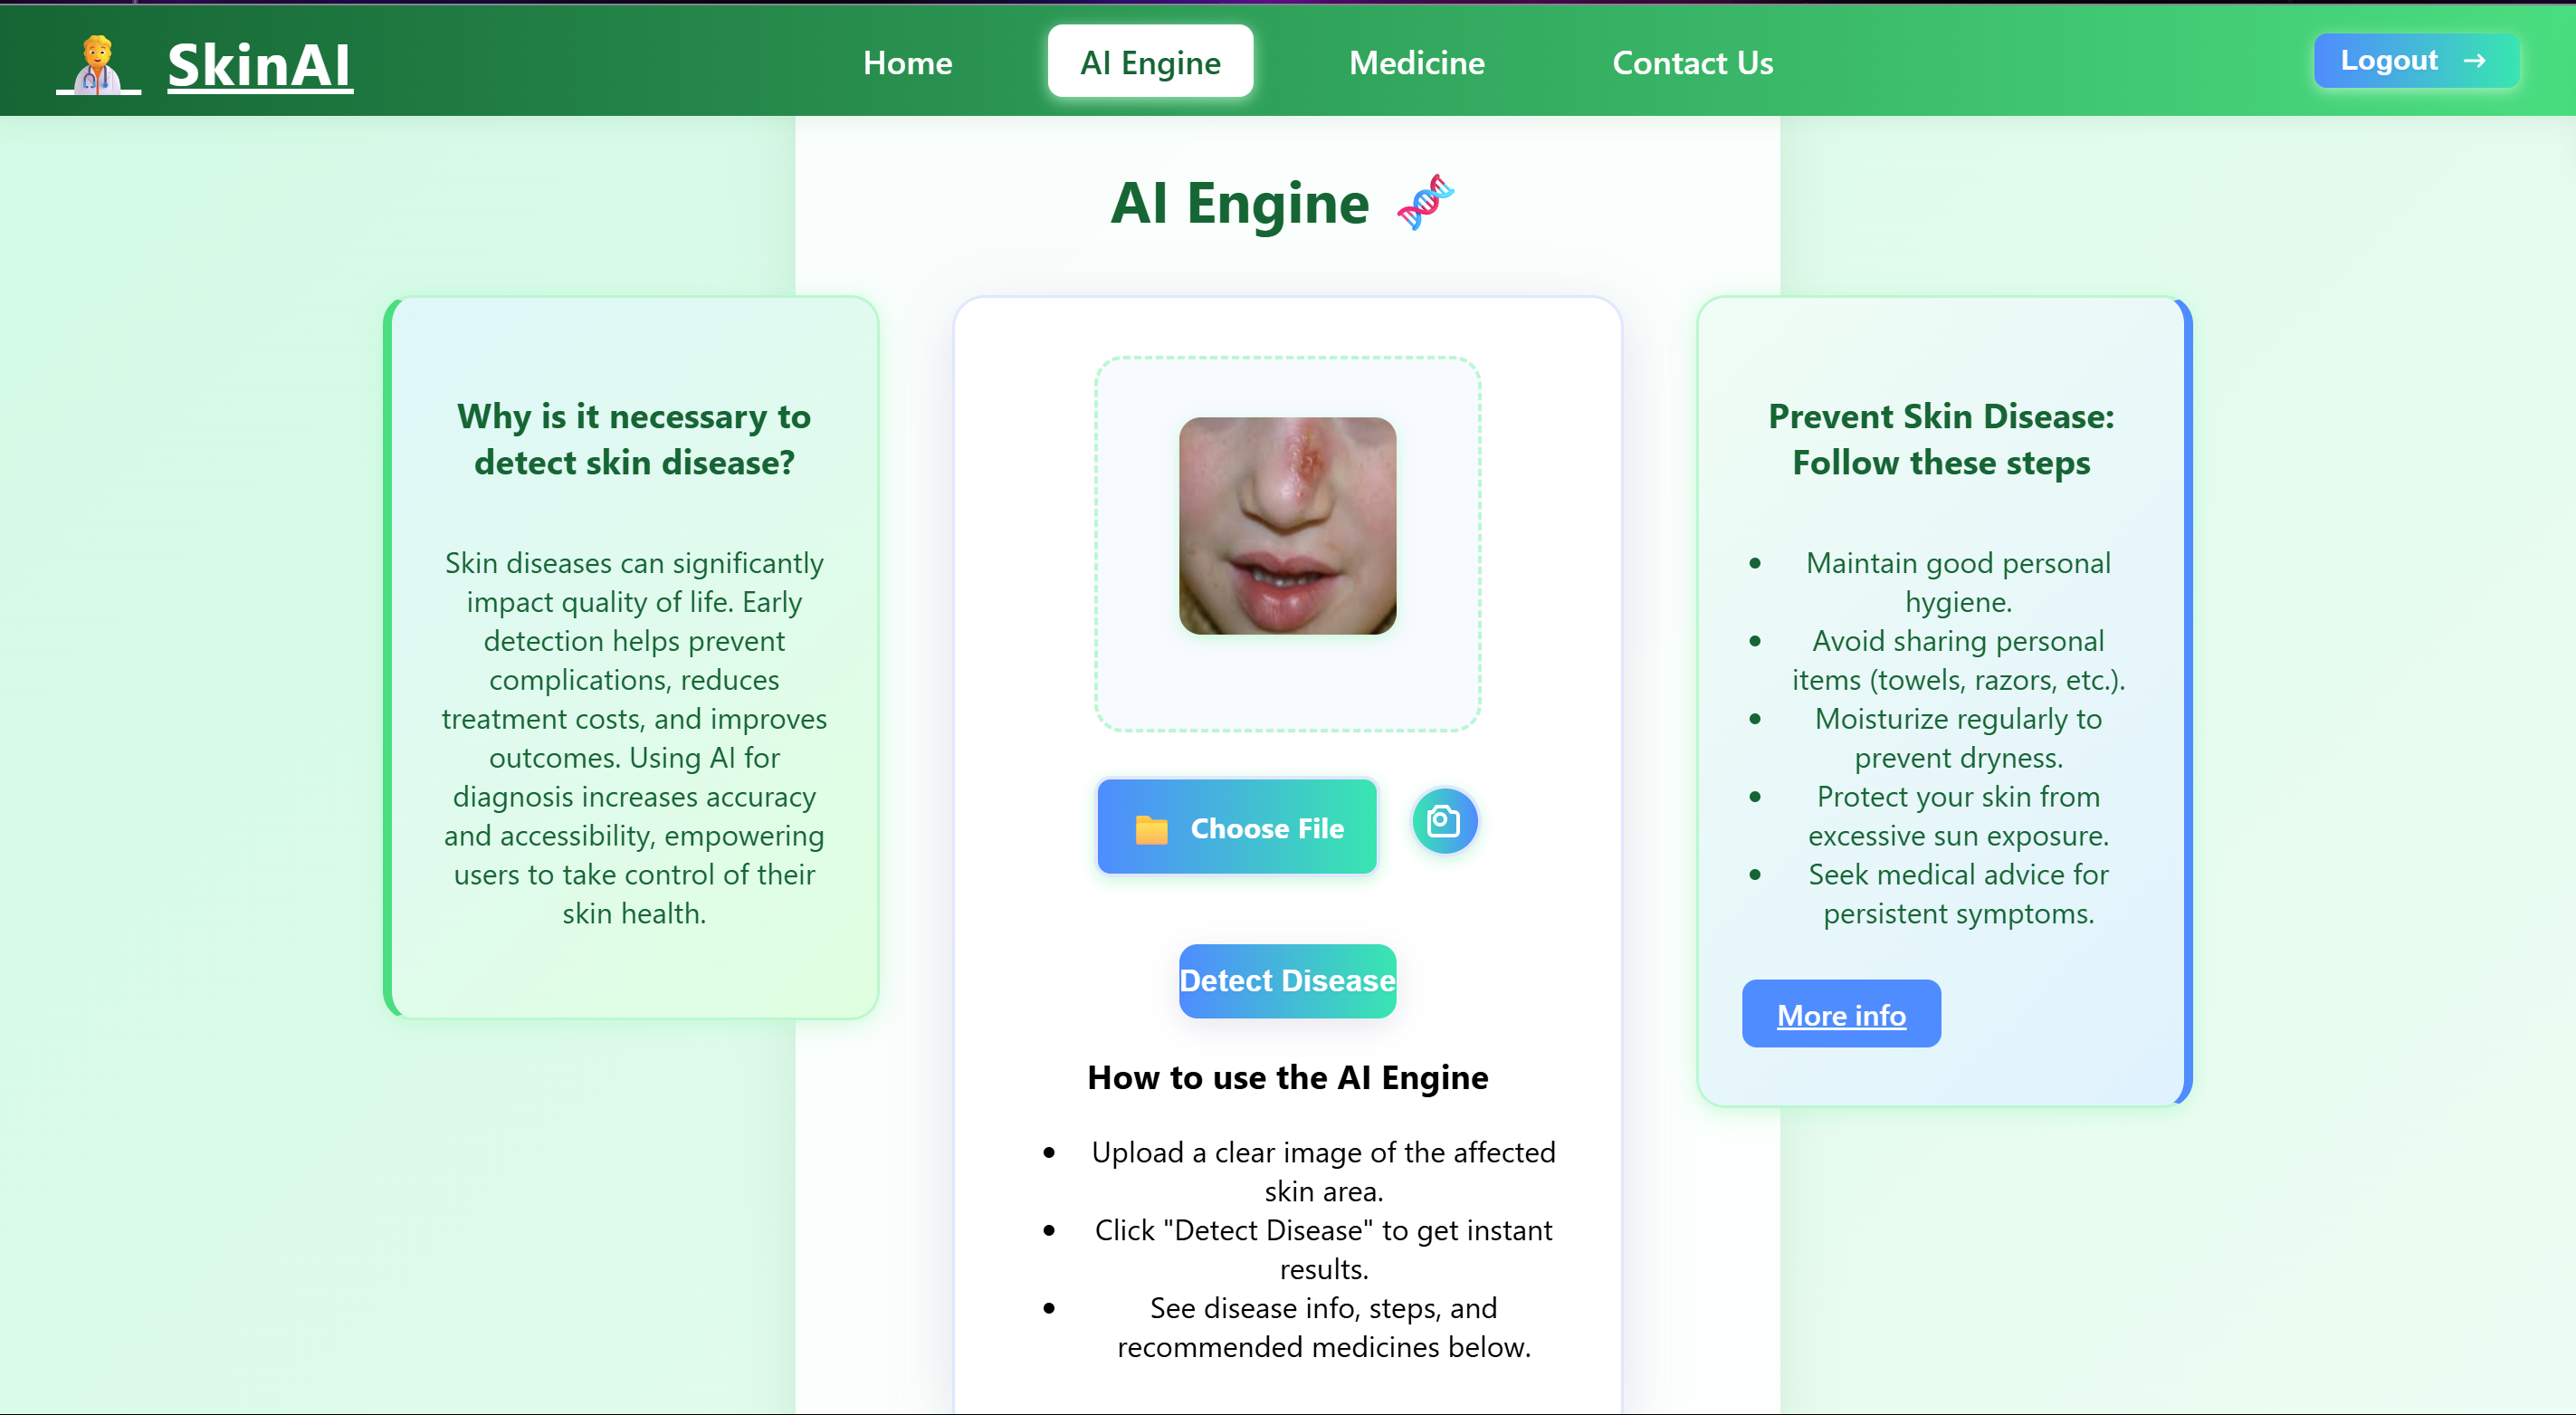 SkinAI
Home
AI Engine
Medicine
Contact Us
Logout →
AI Engine
Why is it necessary to
detect skin disease?
Skin diseases can significantly
impact quality of life. Early
detection helps prevent
complications, reduces
treatment costs, and improves
outcomes. Using AI for
diagnosis increases accuracy
and accessibility, empowering
users to take control of their
skin health.
Choose File
Detect Disease
How to use the AI Engine
• Upload a clear image of the affected
skin area.
• Click "Detect Disease" to get instant
results.
• See disease info, steps, and
recommended medicines below.
Prevent Skin Disease:
Follow these steps
• Maintain good personal
hygiene.
• Avoid sharing personal
items (towels, razors, etc.).
• Moisturize regularly to
prevent dryness.
• Protect your skin from
excessive sun exposure.
• Seek medical advice for
persistent symptoms.
More info